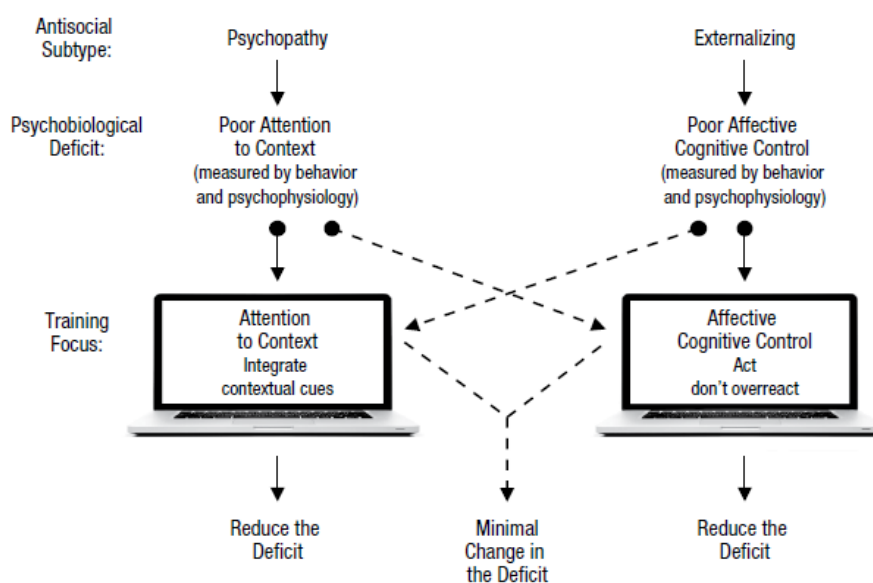 Antisocial
Subtype:
Psychopathy
Externalizing
Psychobiological
Deficit:
Poor Attention
to Context
(measured by behavior
and psychophysiology)
Poor Affective
Cognitive Control
(measured by behavior
and psychophysiology)
Training
Focus:
Attention
to Context
Integrate
contextual cues
Affective
Cognitive Control
Act
don't overreact
Reduce the
Deficit
Minimal
Change in
the Deficit
Reduce the
Deficit